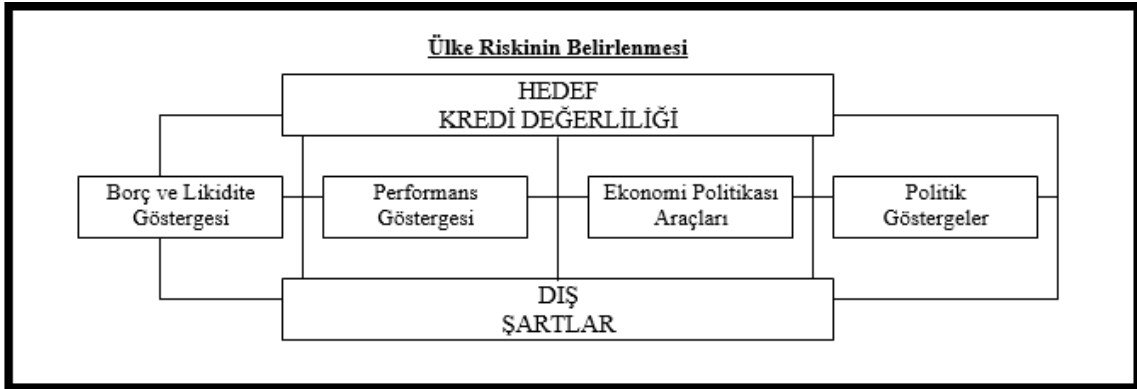 Ülke Riskinin Belirlenmesi
HEDEF
KREDİ DEĞERLİLİĞİ
Borç ve Likidite
Göstergesi
Performans
Göstergesi
Ekonomi Politikası
Araçları
Politik
Göstergeler
DIŞ
ŞARTLAR